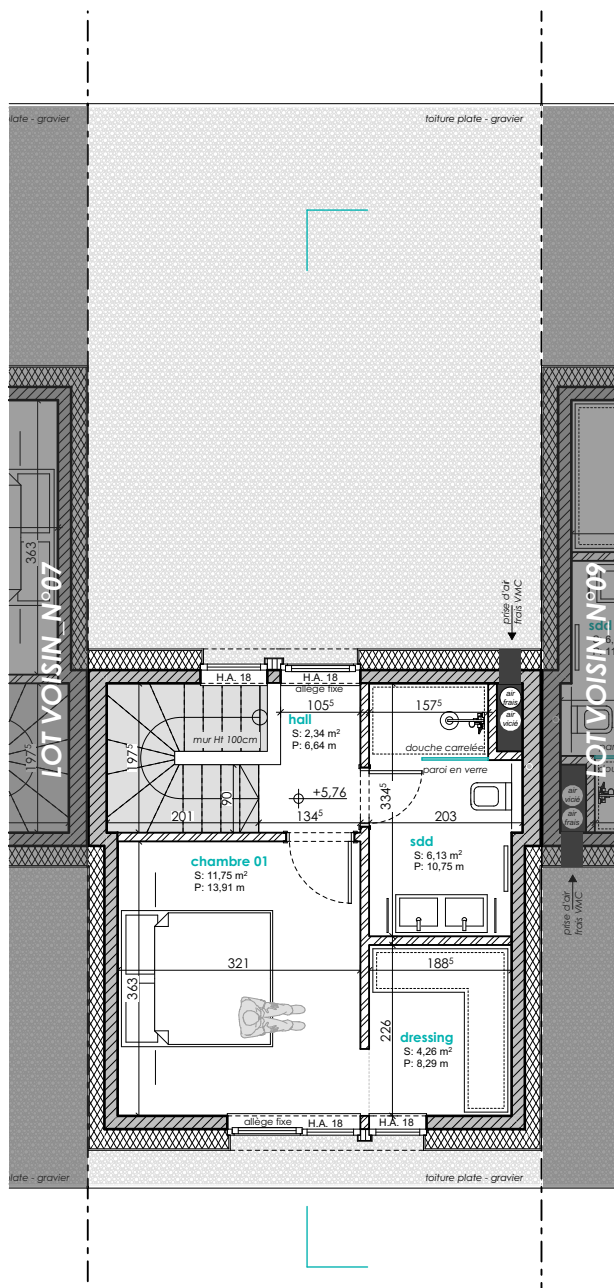 late - gravier
toiture plate - gravier
363
LOT VOISIN_N°07
197⁵
LOT VOISIN_N°09
prise d'air
frais VMC
sdd
air
frais
air
vicié
H.A. 18
H.A. 18
allège fixe
105⁵
157⁵
hall
S: 2,34 m²
P: 6,64 m
mur Ht 100cm
197⁵
douche carrelée
paroi en verre
90
+5,76
334⁵
201
134⁵
203
air
vicié
air
frais
chambre 01
S: 11,75 m²
P: 13,91 m
sdd
S: 6,13 m²
P: 10,75 m
prise d'air
frais VMC
321
188⁵
363
226
dressing
S: 4,26 m²
P: 8,29 m
allège fixe
H.A. 18
H.A. 18
late - gravier
toiture plate - gravier